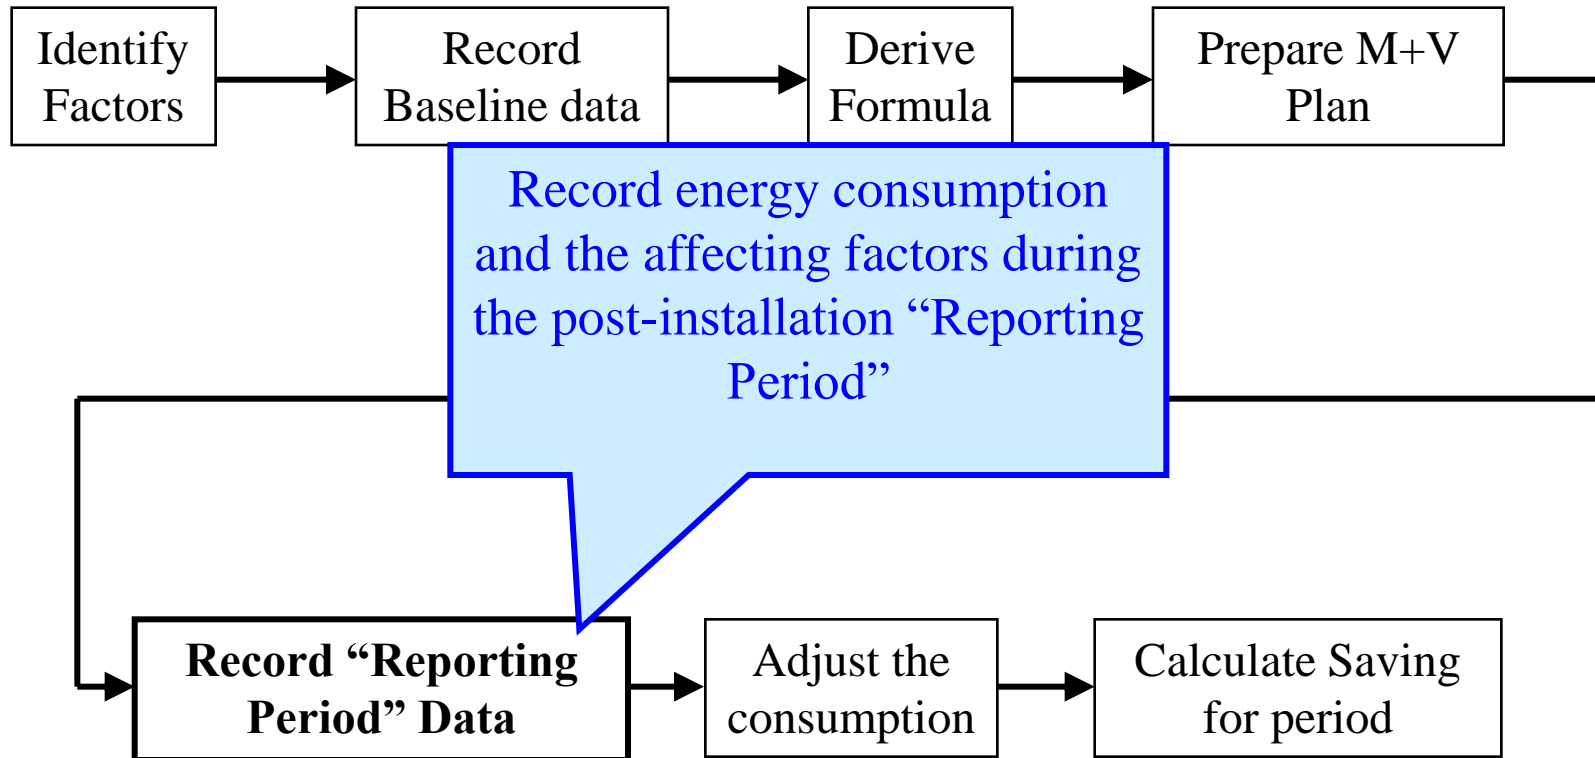 Identify
Factors
Record
Baseline data
Derive
Formula
Prepare M+V
Plan
Record energy consumption
and the affecting factors during
the post-installation “Reporting
Period”
Record “Reporting
Period” Data
Adjust the
consumption
Calculate Saving
for period